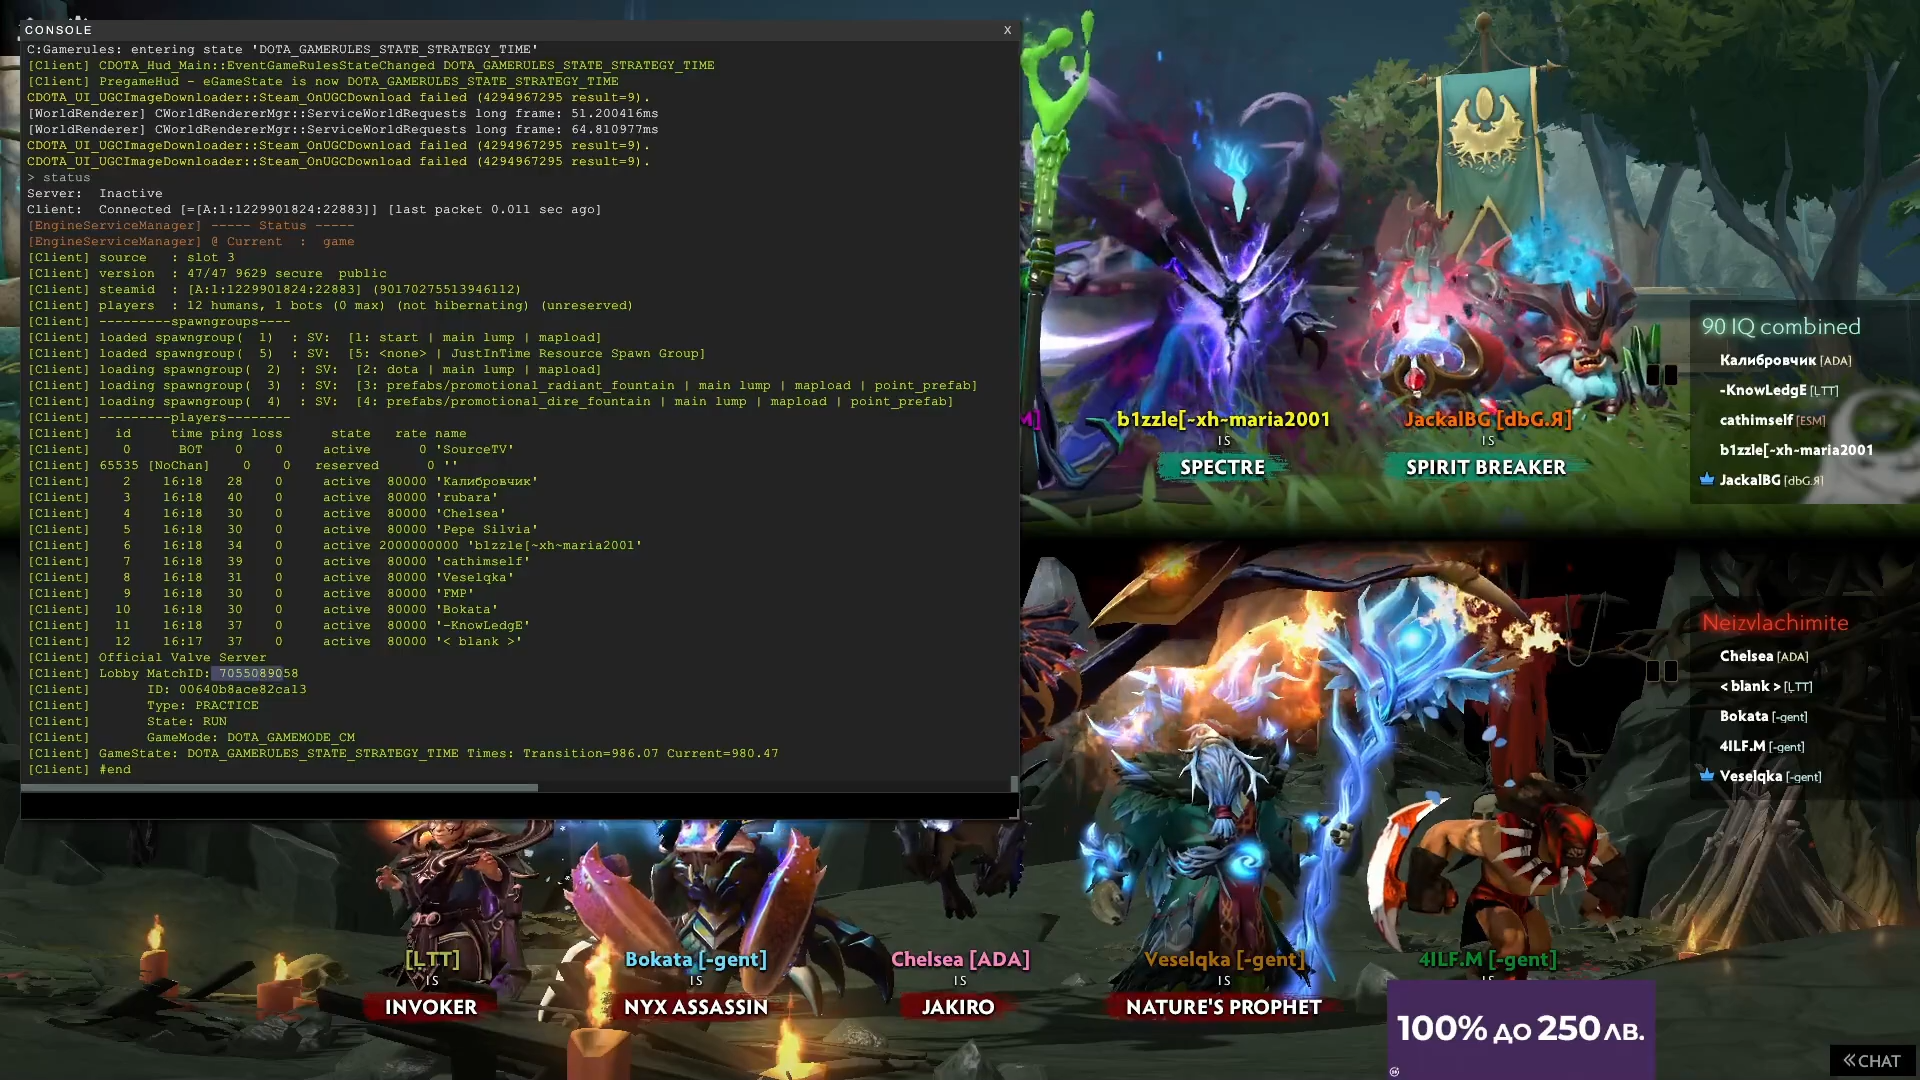 CONSOLE
X
C:Gamerules: entering state 'DOTA_GAMERULES_STATE_STRATEGY_TIME'
[Client] CDOTA_Hud_Main::EventGameRulesStateChanged DOTA_GAMERULES_STATE_STRATEGY_TIME
[Client] PregameHud - eGameState is now DOTA_GAMERULES_STATE_STRATEGY_TIME
CDOTA_UI_UGCImageDownloader::Steam_OnUGCDownload failed (4294967295 result=9).
[WorldRenderer] CWorldRendererMgr::ServiceWorldRequests long frame: 51.200416ms
[WorldRenderer] CWorldRendererMgr::ServiceWorldRequests long frame: 64.810977ms
CDOTA_UI_UGCImageDownloader::Steam_OnUGCDownload failed (4294967295 result=9).
CDOTA_UI_UGCImageDownloader::Steam_OnUGCDownload failed (4294967295 result=9).
> status
Server: Inactive
Client: Connected [=[A:1:1229901824:22883]] [last packet 0.011 sec ago]
[EngineServiceManager] ----- Status -----
[EngineServiceManager] @ Current : game
[Client] source : slot 3
[Client] version : 47/47 9629 secure public
[Client] steamid : [A:1:1229901824:22883] (90170275513946112)
[Client] players : 12 humans, 1 bots (0 max) (not hibernating) (unreserved)
[Client] ---------spawngroups----
[Client] loaded spawngroup( 1) : SV: [1: start | main lump | mapload]
[Client] loaded spawngroup( 5) : SV: [5: <none> | JustInTime Resource Spawn Group]
[Client] loading spawngroup( 2) : SV: [2: dota | main lump | mapload]
[Client] loading spawngroup( 3) : SV: [3: prefabs/promotional_radiant_fountain | main lump | mapload | point_prefab]
[Client] loading spawngroup( 4) : SV: [4: prefabs/promotional_dire_fountain | main lump | mapload | point_prefab]
[Client] ---------players--------
[Client] id time ping loss state rate name
[Client] 0 BOT 0 0 active 0 'SourceTV'
[Client] 65535 [NoChan] 0 0 reserved 0 ''
[Client] 2 16:18 28 0 active 80000 'Калибровчик'
[Client] 3 16:18 40 0 active 80000 'rubara'
[Client] 4 16:18 30 0 active 80000 'Chelsea'
[Client] 5 16:18 30 0 active 80000 'Pepe Silvia'
[Client] 6 16:18 34 0 active 2000000000 'b1zzle[~xh~maria2001'
[Client] 7 16:18 39 0 active 80000 'cathimself'
[Client] 8 16:18 31 0 active 80000 'Veselqka'
[Client] 9 16:18 30 0 active 80000 'FMP'
[Client] 10 16:18 30 0 active 80000 'Bokata'
[Client] 11 16:18 37 0 active 80000 '-KnowLedgE'
[Client] 12 16:17 37 0 active 80000 '< blank >'
[Client] Official Valve Server
[Client] Lobby MatchID: 7055089058
[Client] ID: 00640b8ace82ca13
[Client] Type: PRACTICE
[Client] State: RUN
[Client] GameMode: DOTA_GAMEMODE_CM
[Client] GameState: DOTA_GAMERULES_STATE_STRATEGY_TIME Times: Transition=986.07 Current=980.47
[Client] #end
b1zzle[~xh~maria2001
IS
SPECTRE
JackalBG [dbG.Я]
IS
SPIRIT BREAKER
90 IQ combined
Калибровчик [ADA]
-KnowLedgE [LTT]
cathimself [ESM]
b1zzle[~xh~maria2001
JackalBG [dbG.Я]
Neizvlachimite
Chelsea [ADA]
< blank > [LTT]
Bokata [-gent]
4ILF.M [-gent]
Veselqka [-gent]
[LTT]
IS
INVOKER
Bokata [-gent]
IS
NYX ASSASSIN
Chelsea [ADA]
IS
JAKIRO
Veselqka [-gent]
IS
NATURE'S PROPHET
4ILF.M [-gent]
IS
100% ДО 250 ЛВ.
CHAT